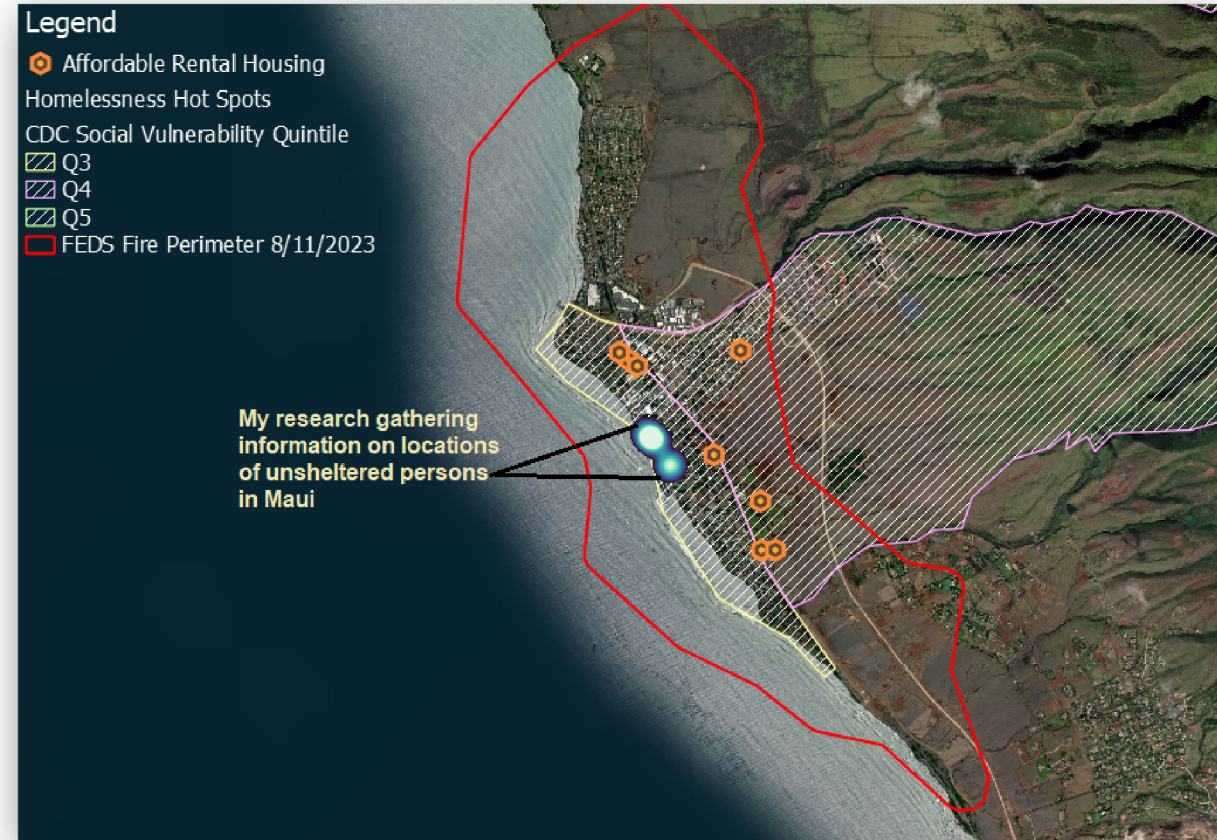 Legend
Affordable Rental Housing
Homelessness Hot Spots
CDC Social Vulnerability Quintile
Q3
Q4
Q5
FEDS Fire Perimeter 8/11/2023
My research gathering
information on locations
of unsheltered persons
in Maui